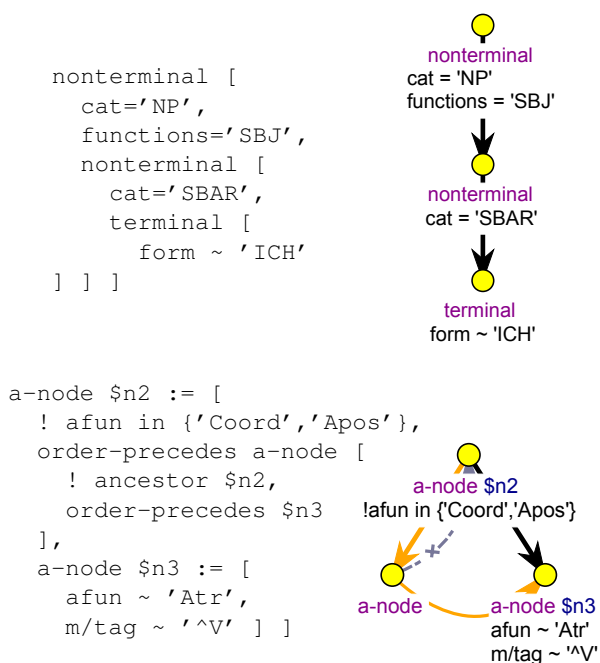 nonterminal [
cat='NP',
functions='SBJ',
nonterminal [
cat='SBAR',
terminal [
form ~ 'ICH'
] ] ]
nonterminal
cat = 'NP'
functions = 'SBJ'
nonterminal
cat = 'SBAR'
terminal
form ~ 'ICH'
a-node $n2 := [
! afun in {'Coord','Apos'},
order-precedes a-node [
! ancestor $n2,
order-precedes $n3
],
a-node $n3 := [
afun ~ 'Atr',
m/tag ~ '^V' ] ]
a-node $n2
!afun in {'Coord','Apos'}
a-node
a-node $n3
afun ~ 'Atr'
m/tag ~ '^V'